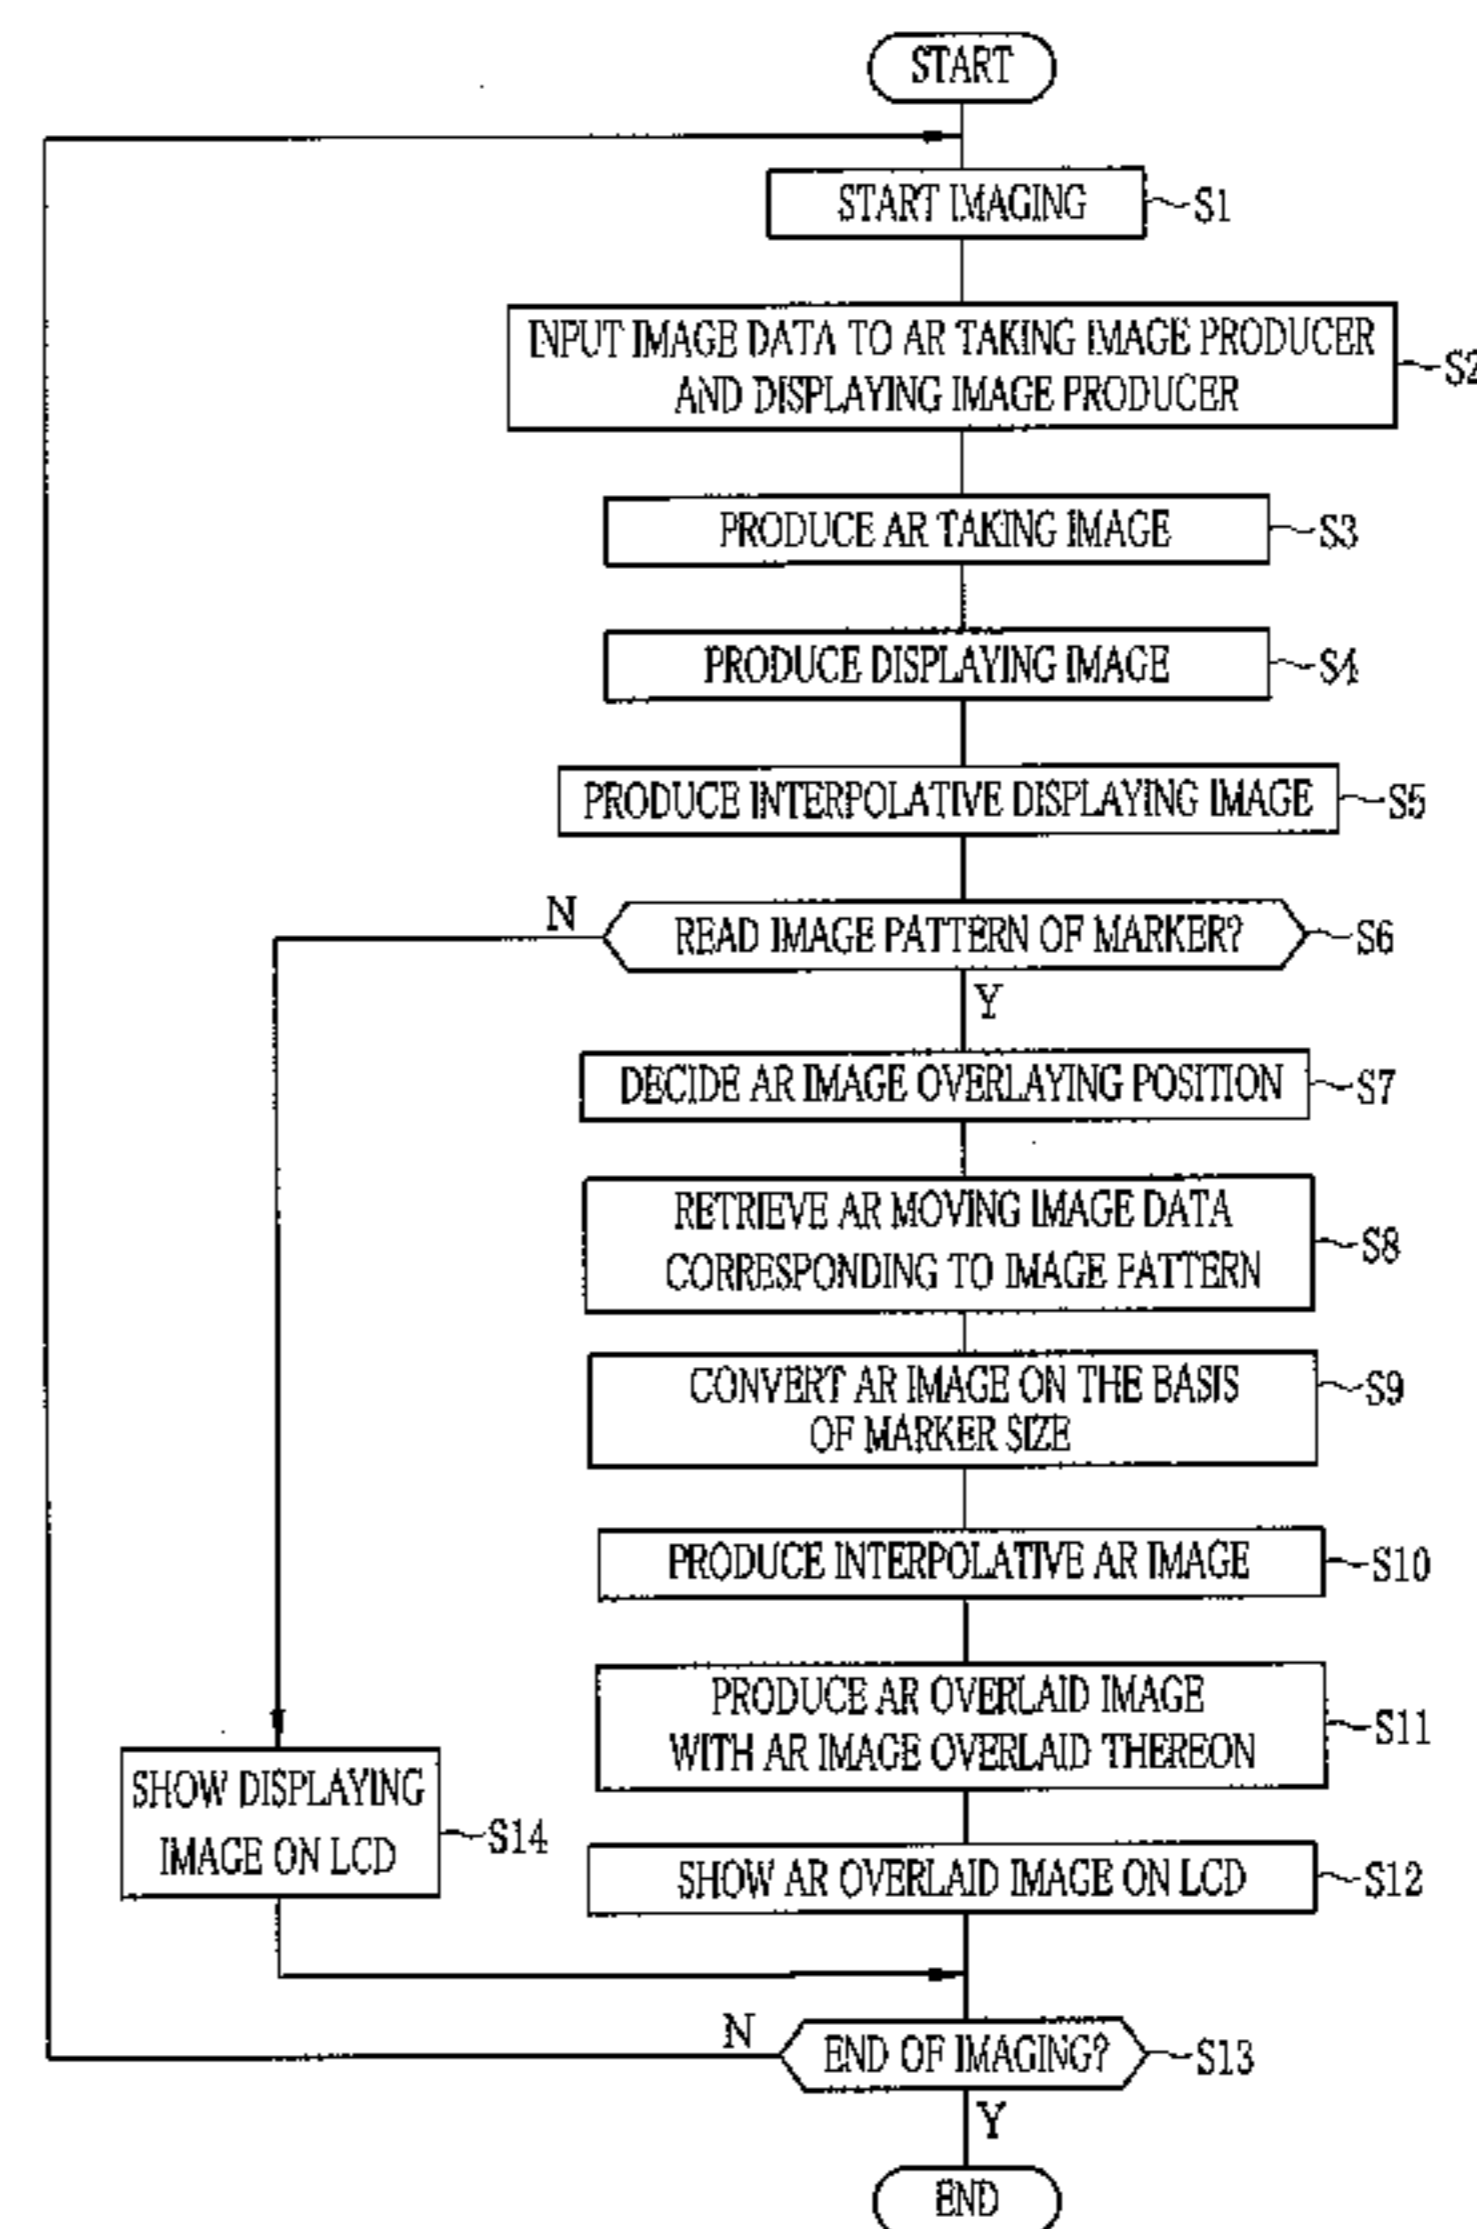 START
START IMAGING
S1
INPUT IMAGE DATA TO AR TAKING IMAGE PRODUCER
AND DISPLAYING IMAGE PRODUCER
S2
PRODUCE AR TAKING IMAGE
S3
PRODUCE DISPLAYING IMAGE
S4
PRODUCE INTERPOLATIVE DISPLAYING IMAGE
S5
N
READ IMAGE PATTERN OF MARKER?
S6
Y
DECIDE AR IMAGE OVERLAYING POSITION
S7
RETRIEVE AR MOVING IMAGE DATA
CORRESPONDING TO IMAGE PATTERN
S8
CONVERT AR IMAGE ON THE BASIS
OF MARKER SIZE
S9
PRODUCE INTERPOLATIVE AR IMAGE
S10
PRODUCE AR OVERLAID IMAGE
WITH AR IMAGE OVERLAID THEREON
S11
SHOW DISPLAYING
IMAGE ON LCD
S14
SHOW AR OVERLAID IMAGE ON LCD
S12
N
END OF IMAGING?
S13
Y
END